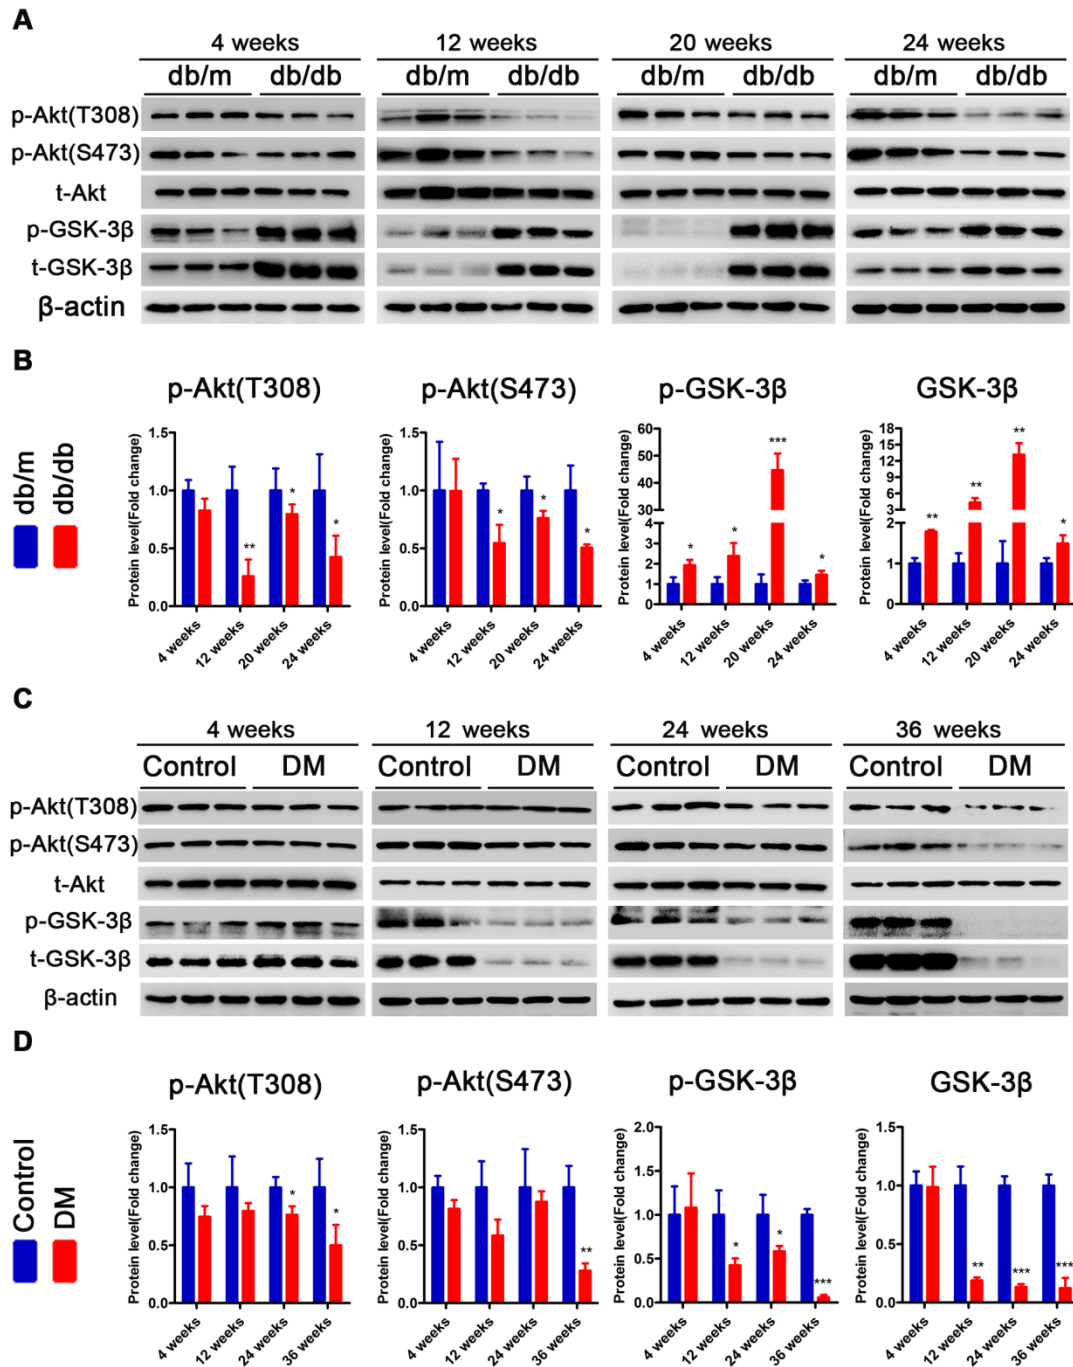 A
4 weeks 12 weeks 20 weeks 24 weeks
db/m db/db db/m db/db db/m db/db db/m db/db
p-Akt(T308)
p-Akt(S473)
t-Akt
p-GSK-3β
t-GSK-3β
β-actin
B
db/m
db/db
p-Akt(T308)
Protein level(Fold change)
1.5
1.0
0.5
0.0
**
*
*
4 weeks
12 weeks
20 weeks
24 weeks
p-Akt(S473)
Protein level(Fold change)
1.5
1.0
0.5
0.0
*
*
*
4 weeks
12 weeks
20 weeks
24 weeks
p-GSK-3β
Protein level(Fold change)
60
50
40
30
4
3
2
1
0
*
*
***
*
4 weeks
12 weeks
20 weeks
24 weeks
GSK-3β
Protein level(Fold change)
18
15
12
9
6
3
2
1
0
**
**
**
*
4 weeks
12 weeks
20 weeks
24 weeks
C
4 weeks 12 weeks 24 weeks 36 weeks
Control DM Control DM Control DM Control DM
p-Akt(T308)
p-Akt(S473)
t-Akt
p-GSK-3β
t-GSK-3β
β-actin
D
Control
DM
p-Akt(T308)
Protein level(Fold change)
1.5
1.0
0.5
0.0
*
*
4 weeks
12 weeks
24 weeks
36 weeks
p-Akt(S473)
Protein level(Fold change)
1.5
1.0
0.5
0.0
**
4 weeks
12 weeks
24 weeks
36 weeks
p-GSK-3β
Protein level(Fold change)
2.0
1.5
1.0
0.5
0.0
*
*
***
4 weeks
12 weeks
24 weeks
36 weeks
GSK-3β
Protein level(Fold change)
1.5
1.0
0.5
0.0
**
***
***
4 weeks
12 weeks
24 weeks
36 weeks